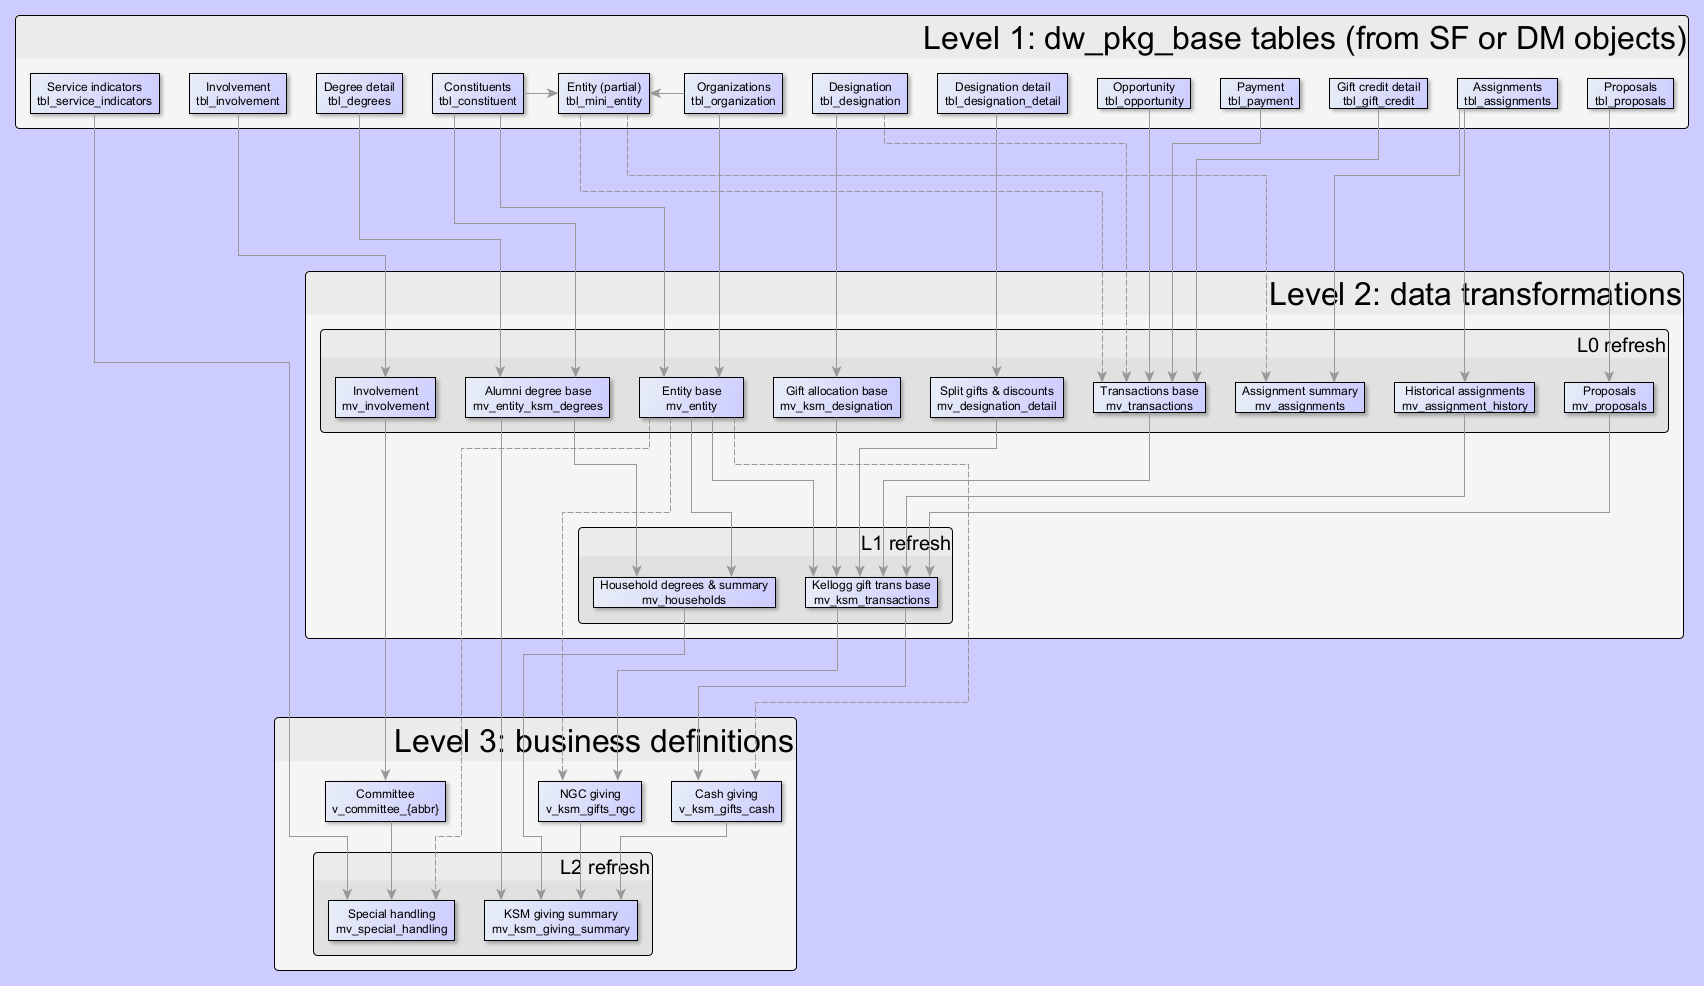 Level 1: dw_pkg_base tables (from SF or DM objects)
Service indicators
tbl_service_indicators
Involvement
tbl_involvement
Degree detail
tbl_degrees
Constituents
tbl_constituent
Entity (partial)
tbl_mini_entity
Organizations
tbl_organization
Designation
tbl_designation
Designation detail
tbl_designation_detail
Opportunity
tbl_opportunity
Payment
tbl_payment
Gift credit detail
tbl_gift_credit
Assignments
tbl_assignments
Proposals
tbl_proposals
Level 2: data transformations
L0 refresh
Involvement
mv_involvement
Alumni degree base
mv_entity_ksm_degrees
Entity base
mv_entity
Gift allocation base
mv_ksm_designation
Split gifts & discounts
mv_designation_detail
Transactions base
mv_transactions
Assignment summary
mv_assignments
Historical assignments
mv_assignment_history
Proposals
mv_proposals
L1 refresh
Household degrees & summary
mv_households
Kellogg gift trans base
mv_ksm_transactions
Level 3: business definitions
Committee
v_committee_{abbr}
NGC giving
v_ksm_gifts_ngc
Cash giving
v_ksm_gifts_cash
L2 refresh
Special handling
mv_special_handling
KSM giving summary
mv_ksm_giving_summary